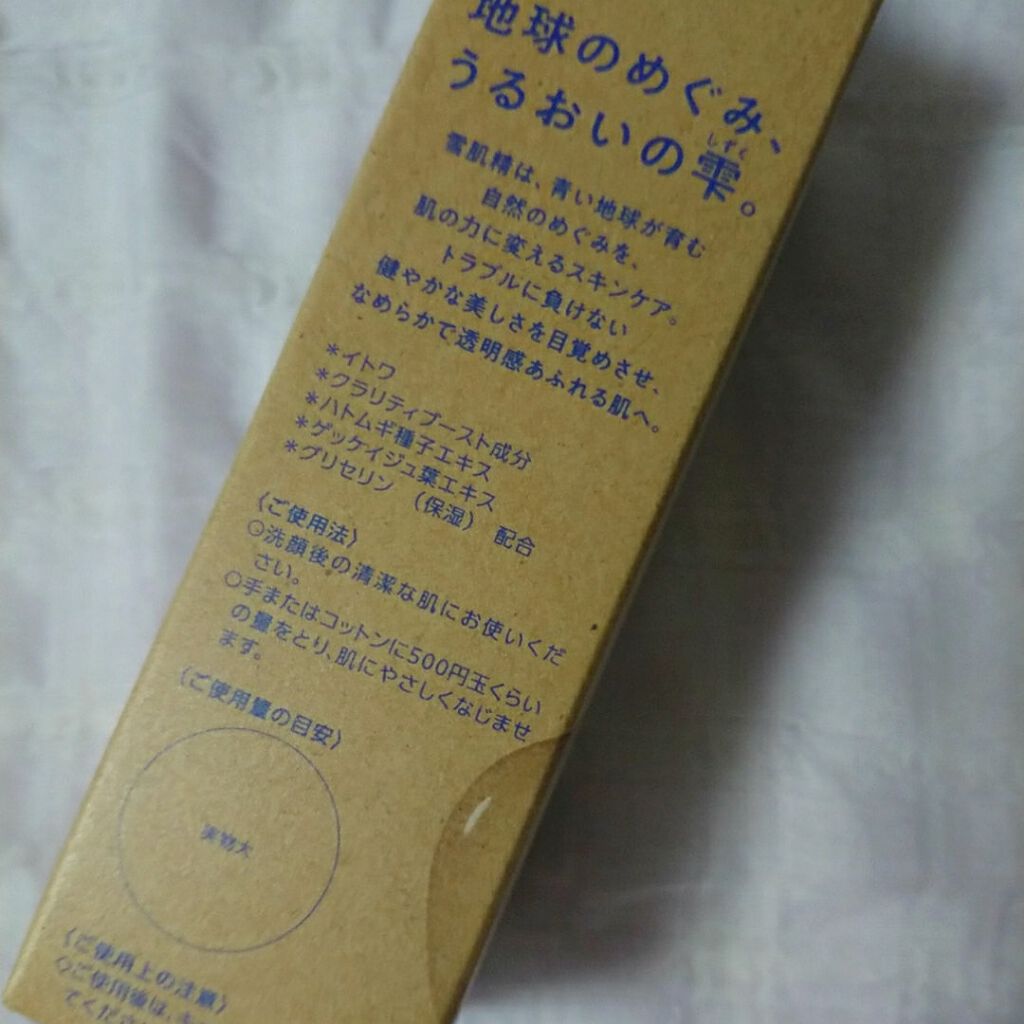 地球のめぐみ、
うるおいの雫。
しずく
雪肌精は、青い地球が育む
自然のめぐみを、
肌の力に変えるスキンケア。
トラブルに負けない
健やかな美しさを目覚めさせ、
なめらかで透明感あふれる肌へ。
＊イトワ
＊クラリティブースト成分
＊ハトムギ種子エキス
＊ゲッケイジュ葉エキス
＊グリセリン （保湿） 配合
〈ご使用法〉
○洗顔後の清潔な肌にお使いくだ
さい。
○手またはコットンに500円玉くらい
の量をとり、肌にやさしくなじませ
ます。
〈ご使用量の目安〉
実物大
〈ご使用上の注意〉
○ご使用後は、
てくださ